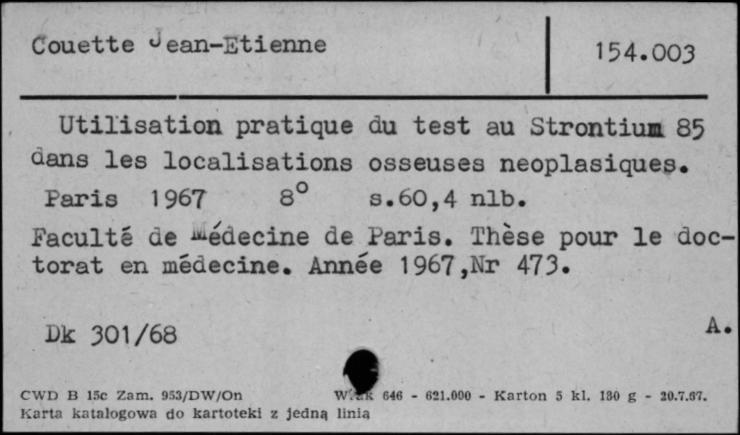 Couette Jean-Etienne
154.003
Utilisation pratique du test au Strontium 85
dans les localisations osseuses neoplasiques.
Paris 1967 8° s.60,4 nlb.
Faculté de Médecine de Paris. Thèse pour le doc-
torat en médecine. Année 1967,Nr 473.
Dk 301/68
A.
CWD B 15c Zam. 953/DW/On 646 - 621.000 - Karton 5 kl. 180 g - 20.7.67.
Karta katalogowa do kartoteki z jedną linią